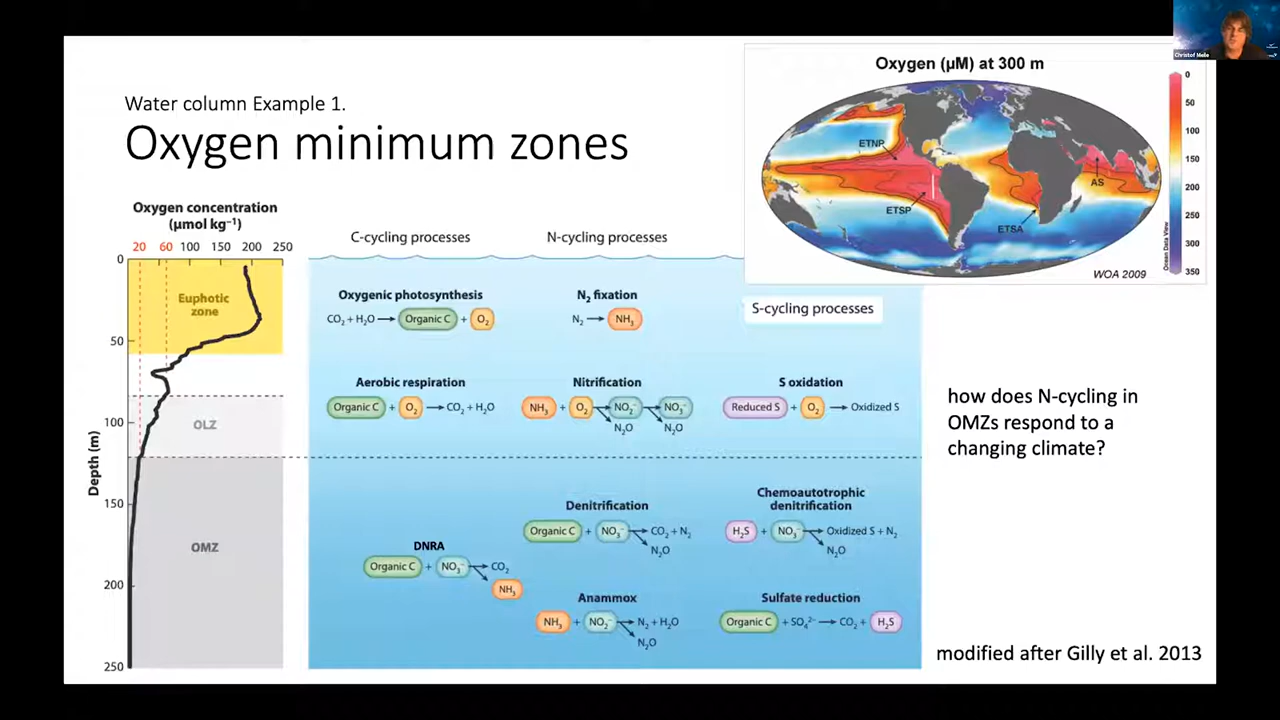 Water column Example 1.
Oxygen minimum zones
Oxygen concentration
(µmol kg⁻¹)
20 60 100 150 200 250
0
50
100
150
200
250
Depth (m)
Euphotic
zone
OLZ
OMZ
C-cycling processes
N-cycling processes
S-cycling processes
Oxygenic photosynthesis
CO₂ + H₂O → Organic C + O₂
N₂ fixation
N₂ → NH₃
Aerobic respiration
Organic C + O₂ → CO₂ + H₂O
Nitrification
NH₃ + O₂ → NO₂⁻ → NO₃⁻
N₂O N₂O
S oxidation
Reduced S + O₂ → Oxidized S
DNRA
Organic C + NO₃⁻ → CO₂
NH₃
Denitrification
Organic C + NO₃⁻ → CO₂ + N₂
N₂O
Anammox
NH₃ + NO₂⁻ → N₂ + H₂O
N₂O
Chemoautotrophic
denitrification
H₂S + NO₃⁻ → Oxidized S + N₂
N₂O
Sulfate reduction
Organic C + SO₄²⁻ → CO₂ + H₂S
Oxygen (µM) at 300 m
ETNP
ETSP
ETSA
AS
0
50
100
150
200
250
300
350
Ocean Data View
WOA 2009
how does N-cycling in
OMZs respond to a
changing climate?
modified after Gilly et al. 2013
Christof Meile